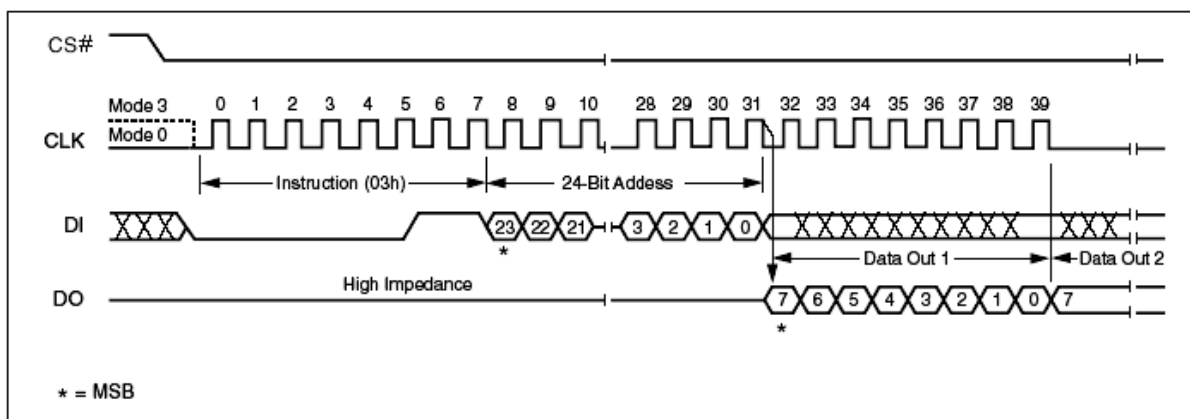 CS#
Mode 3
0 1 2 3 4 5 6 7 8 9 10 28 29 30 31 32 33 34 35 36 37 38 39
Mode 0
CLK
Instruction (03h)
24-Bit Addess
DI
23 22 21 3 2 1 0
*
Data Out 1
Data Out 2
High Impedance
DO
7 6 5 4 3 2 1 0 7
*
* = MSB